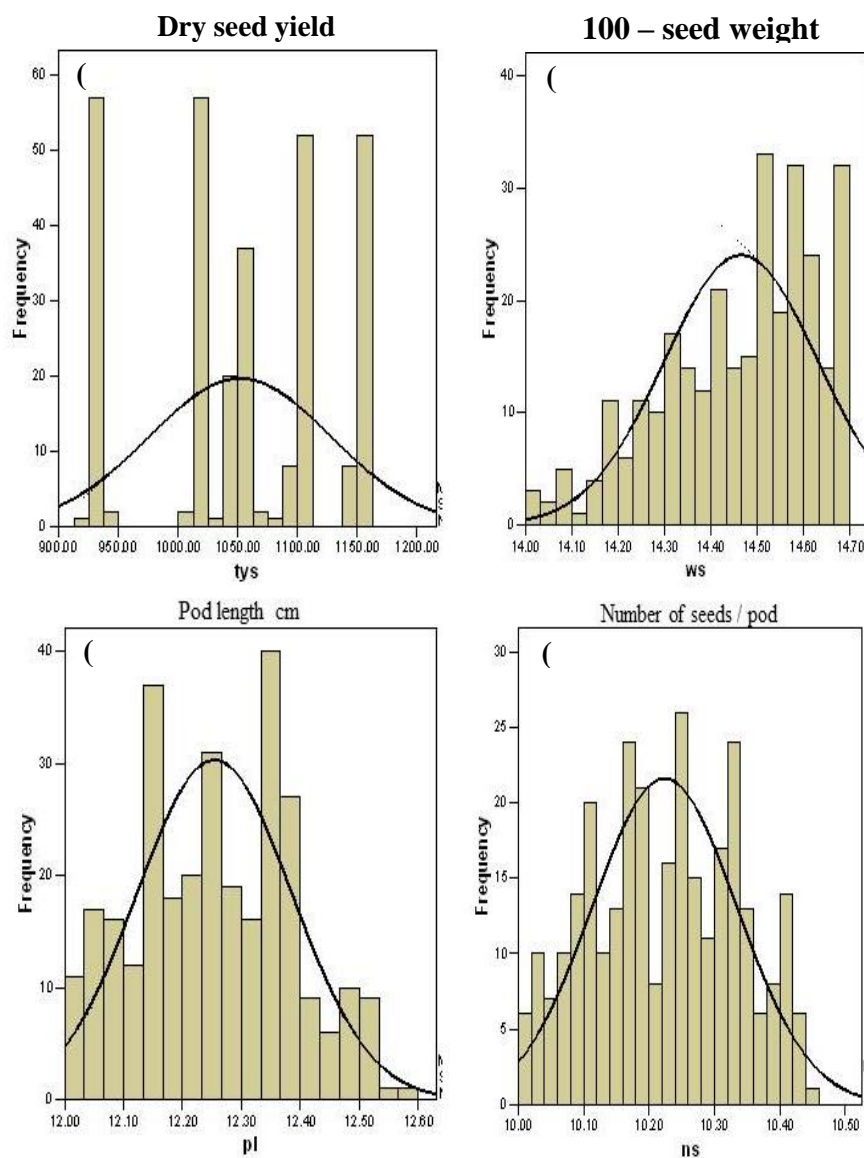 Dry seed yield
(
60
50
40
30
20
10
0
Frequency
900.00 950.00 1000.00 1050.00 1100.00 1150.00 1200.00
tys
100 – seed weight
(
40
30
20
10
0
Frequency
14.00 14.10 14.20 14.30 14.40 14.50 14.60 14.70
ws
Pod length cm
(
40
30
20
10
0
Frequency
12.00 12.10 12.20 12.30 12.40 12.50 12.60
pl
Number of seeds / pod
(
30
25
20
15
10
5
0
Frequency
10.00 10.10 10.20 10.30 10.40 10.50
ns